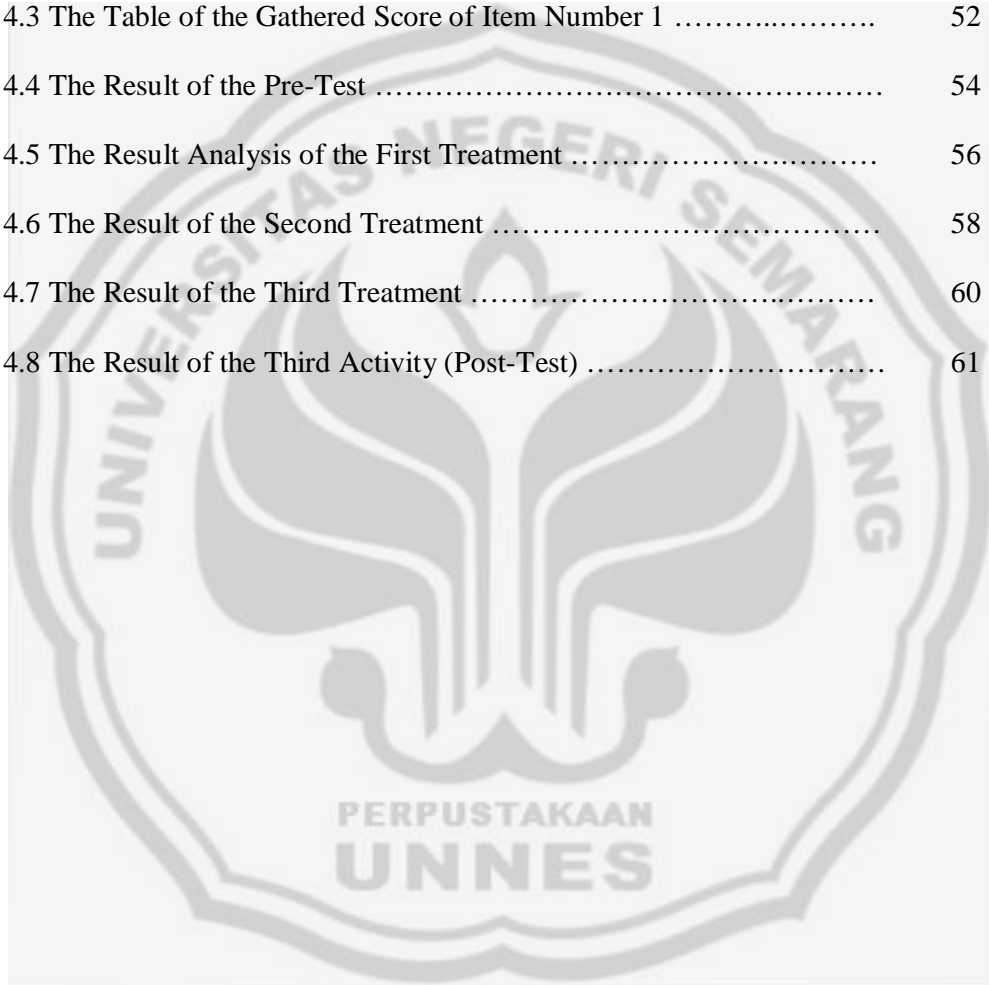 4.3 The Table of the Gathered Score of Item Number 1 ………..………. 52
4.4 The Result of the Pre-Test …………………….…………………………… 54
4.5 The Result Analysis of the First Treatment …………………….………… 56
4.6 The Result of the Second Treatment ………………………………………… 58
4.7 The Result of the Third Treatment …………………………..………… 60
4.8 The Result of the Third Activity (Post-Test) ………………………… 61
UNIVERSITAS NEGERI SEMARANG
PERPUSTAKAAN
UNNES